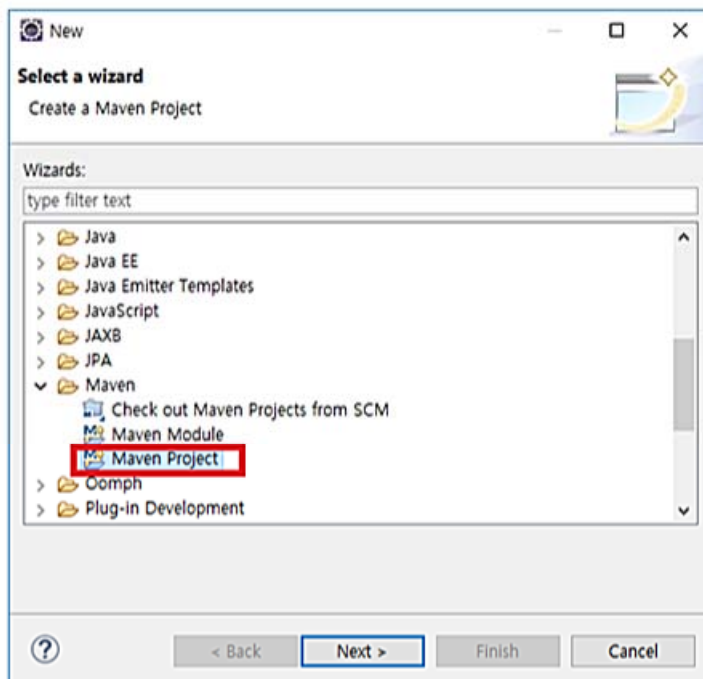 New
Select a wizard
Create a Maven Project
Wizards:
type filter text
Java
Java EE
Java Emitter Templates
JavaScript
JAXB
JPA
Maven
Check out Maven Projects from SCM
Maven Module
Maven Project
Oomph
Plug-in Development
< Back Next > Finish Cancel